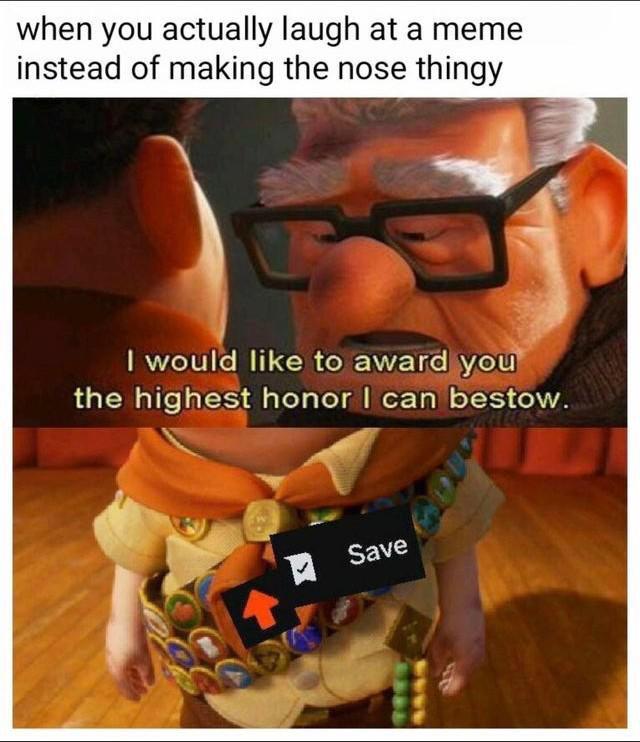 when you actually laugh at a meme
instead of making the nose thingy
I would like to award you
the highest honor I can bestow.
Save